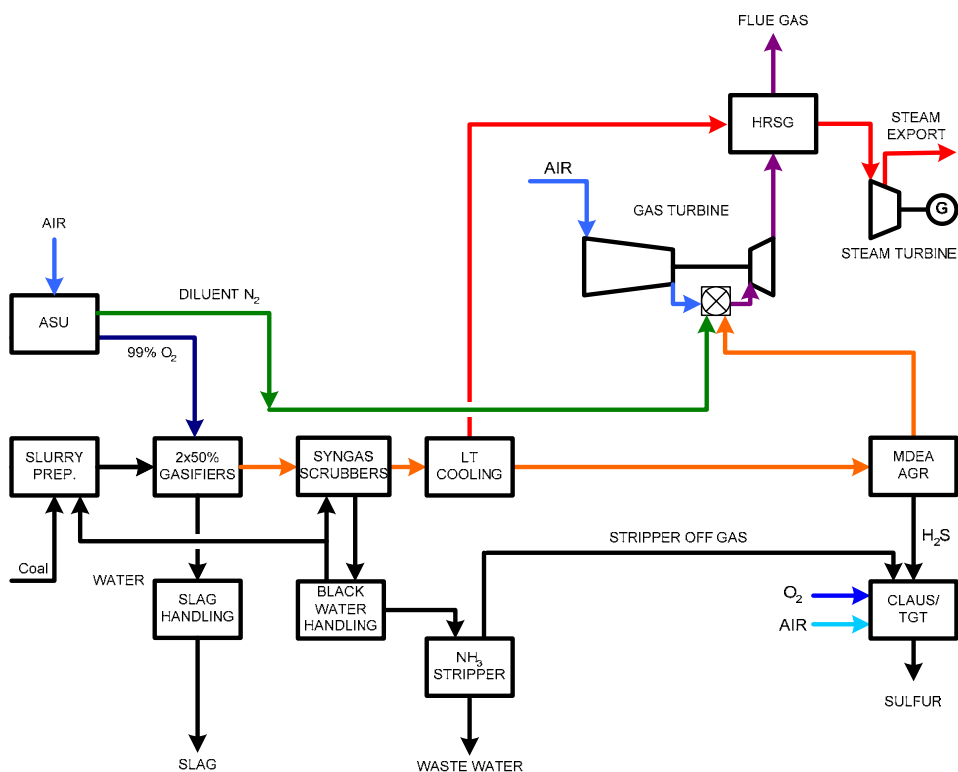 FLUE GAS
HRSG
STEAM
EXPORT
AIR
GAS TURBINE
G
STEAM TURBINE
AIR
DILUENT N₂
ASU
99% O₂
SLURRY
PREP.
2x50%
GASIFIERS
SYNGAS
SCRUBBERS
LT
COOLING
MDEA
AGR
STRIPPER OFF GAS
H₂S
Coal
WATER
SLAG
HANDLING
BLACK
WATER
HANDLING
O₂
AIR
CLAUS/
TGT
NH₃
STRIPPER
SULFUR
SLAG
WASTE WATER